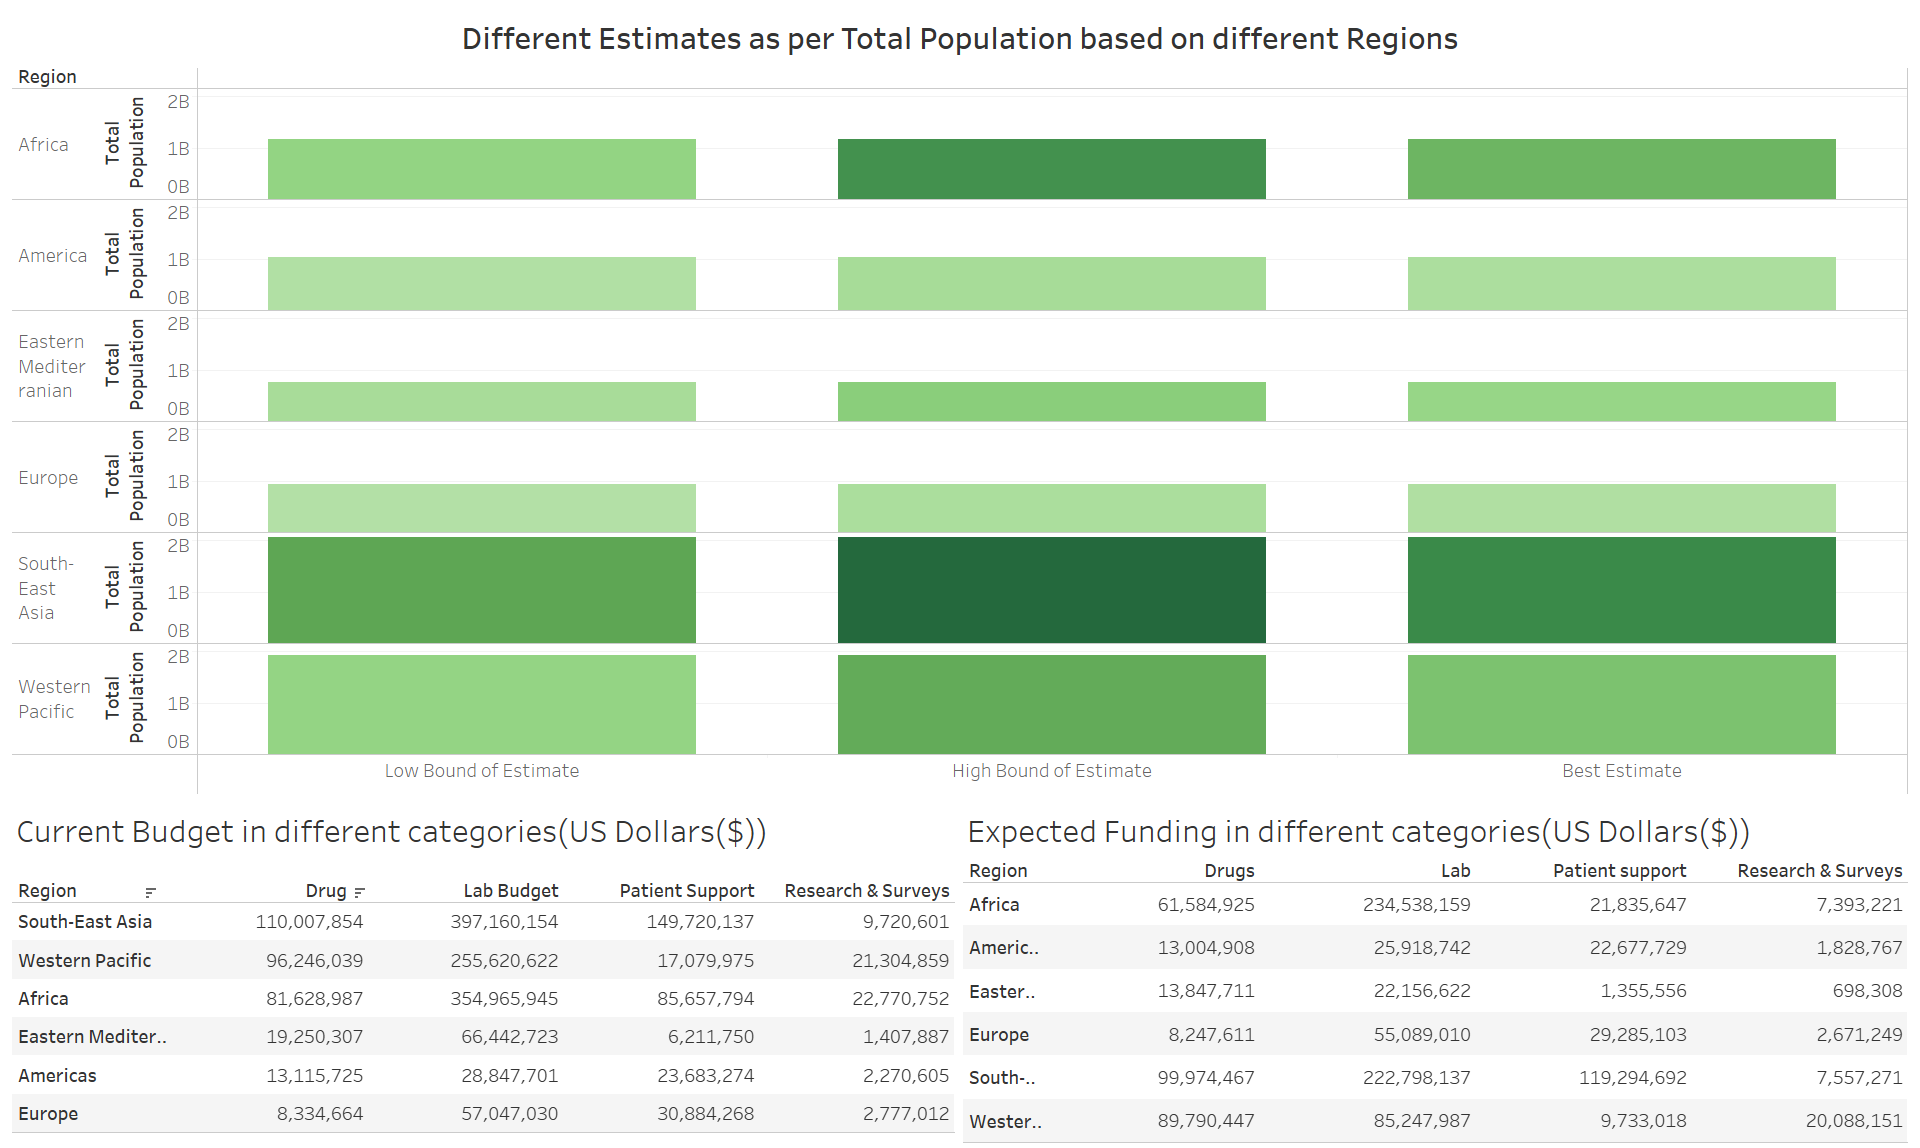 Different Estimates as per Total Population based on different Regions
Region
Africa
Total
Population
2B
1B
0B
America
Total
Population
2B
1B
0B
Eastern
Mediter
ranian
Total
Population
2B
1B
0B
Europe
Total
Population
2B
1B
0B
South-
East
Asia
Total
Population
2B
1B
0B
Western
Pacific
Total
Population
2B
1B
0B
Low Bound of Estimate High Bound of Estimate Best Estimate
Current Budget in different categories(US Dollars($))
Region Drug Lab Budget Patient Support Research & Surveys
South-East Asia 110,007,854 397,160,154 149,720,137 9,720,601
Western Pacific 96,246,039 255,620,622 17,079,975 21,304,859
Africa 81,628,987 354,965,945 85,657,794 22,770,752
Eastern Mediter.. 19,250,307 66,442,723 6,211,750 1,407,887
Americas 13,115,725 28,847,701 23,683,274 2,270,605
Europe 8,334,664 57,047,030 30,884,268 2,777,012
Expected Funding in different categories(US Dollars($))
Region Drugs Lab Patient support Research & Surveys
Africa 61,584,925 234,538,159 21,835,647 7,393,221
Americ.. 13,004,908 25,918,742 22,677,729 1,828,767
Easter.. 13,847,711 22,156,622 1,355,556 698,308
Europe 8,247,611 55,089,010 29,285,103 2,671,249
South-.. 99,974,467 222,798,137 119,294,692 7,557,271
Wester.. 89,790,447 85,247,987 9,733,018 20,088,151